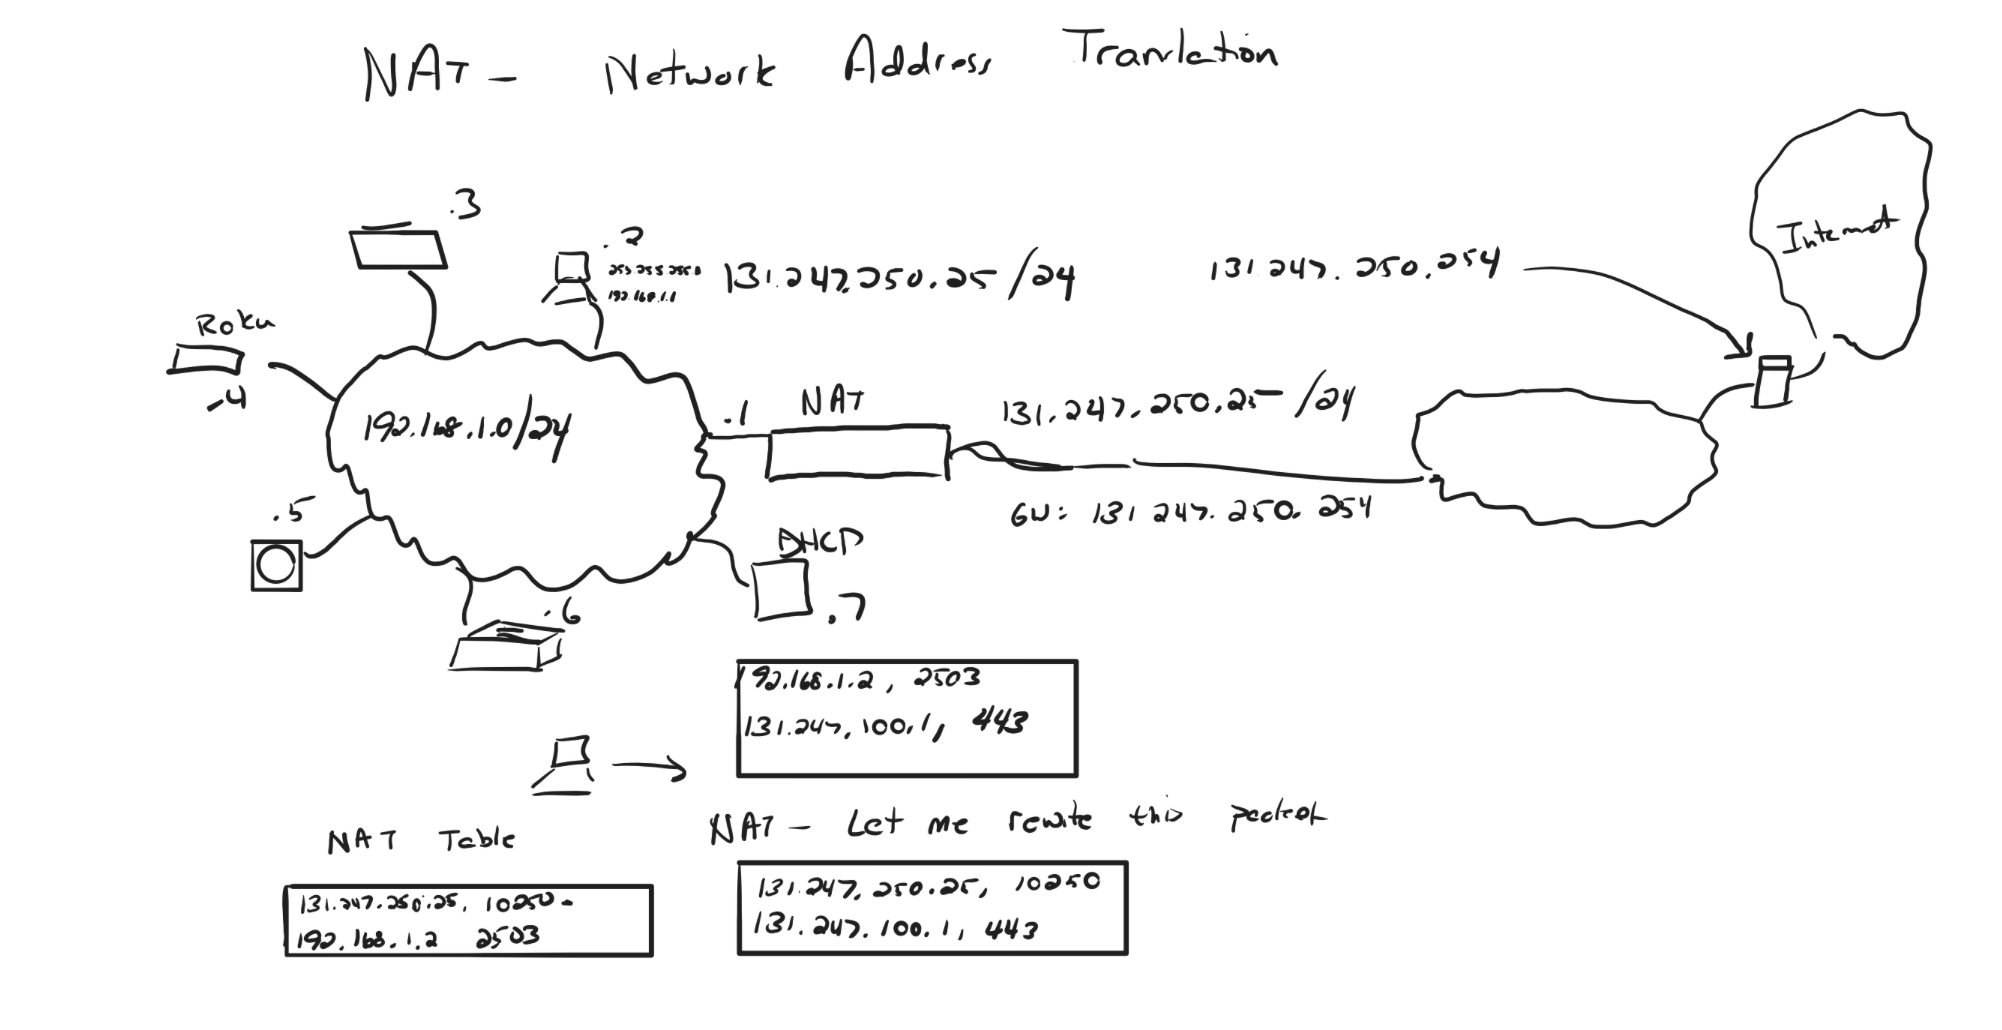 NAT - Network Address Translation
.3
.2
255 255 255 0
192.168.1.1
131.247.250.25 /24
131 247. 250.254
Internet
Roku
.4
192.168.1.0/24
.1
NAT
131.247.250.25 /24
GW: 131 247. 250. 254
.5
DHCP
.6
.7
192.168.1.2, 2503
131.247.100.1, 443
NAT - Let me rewite this packet
NAT Table
131.247.250.25, 10250
192.168.1.2 2503
131.247.250.25, 10250
131.247.100.1, 443